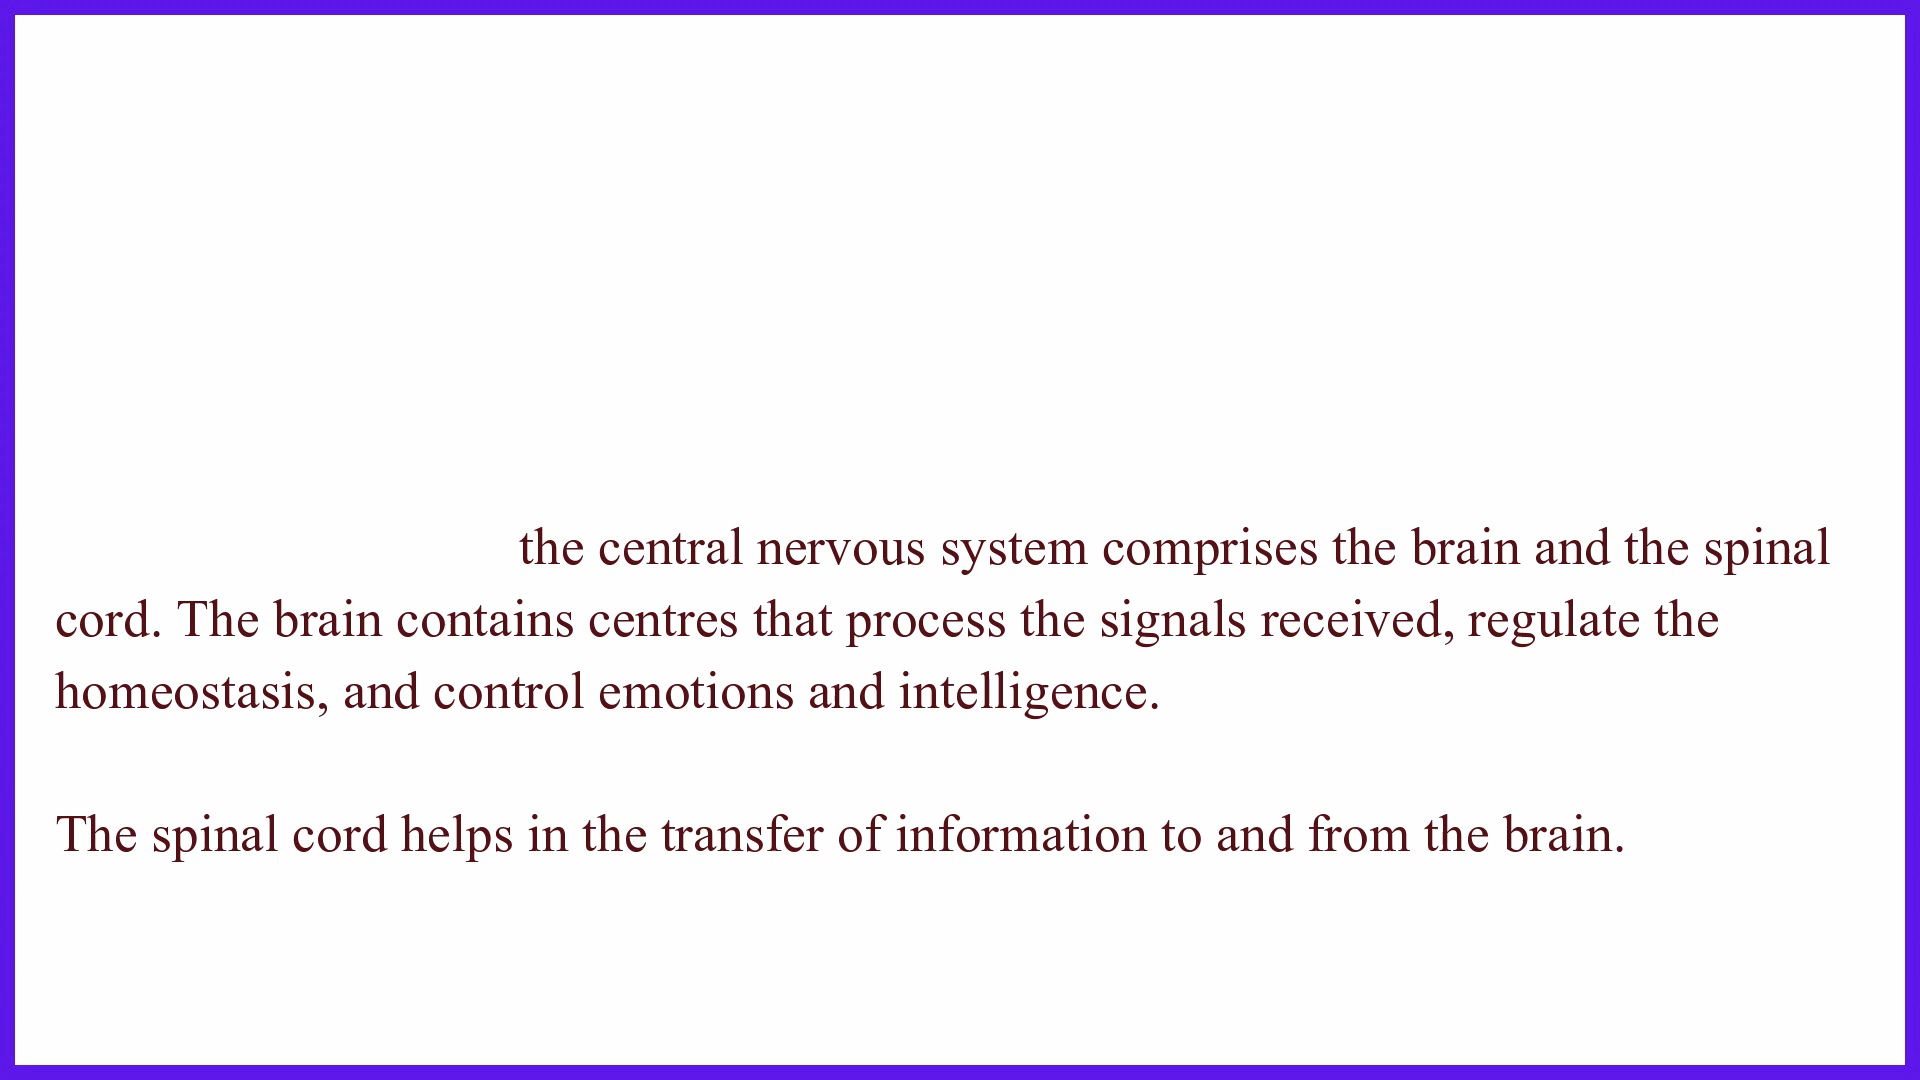 the central nervous system comprises the brain and the spinal
cord. The brain contains centres that process the signals received, regulate the
homeostasis, and control emotions and intelligence.
The spinal cord helps in the transfer of information to and from the brain.